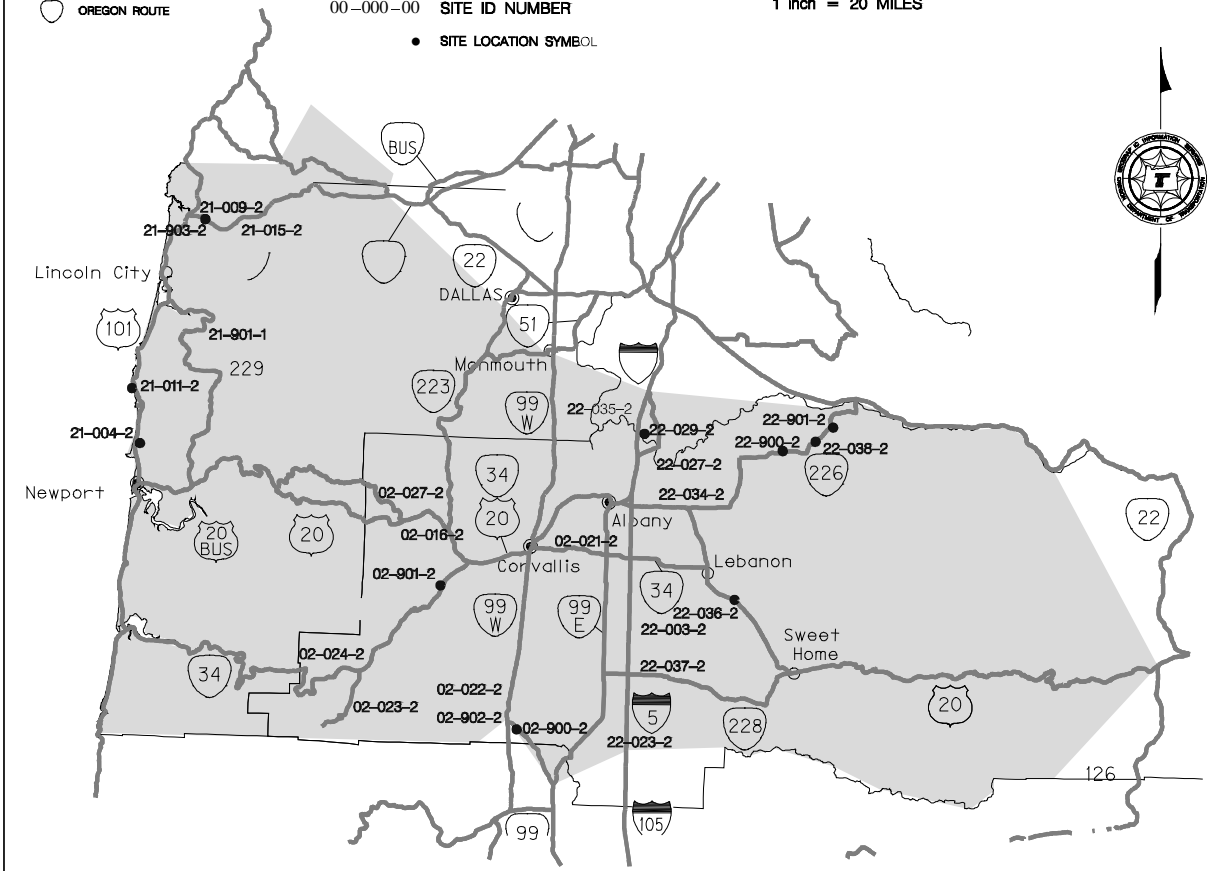 OREGON ROUTE
00-000-00 SITE ID NUMBER
1 inch = 20 MILES
SITE LOCATION SYMBOL
BUS
21-009-2
21-903-2
21-015-2
Lincoln City
22
DALLAS
101
51
21-901-1
229
Monmouth
21-011-2
223
99
W
22-035-2
21-004-2
22-029-2
22-901-2
22-900-2
22-038-2
22-027-2
226
34
Newport
02-027-2
22-034-2
20
BUS
20
20
Albany
22
02-016-2
02-021-2
Corvallis
Lebanon
02-901-2
34
99
W
99
E
22-036-2
22-003-2
Sweet
Home
02-024-2
22-037-2
34
02-022-2
02-023-2
02-902-2
02-900-2
5
228
20
22-023-2
126
99
105
T